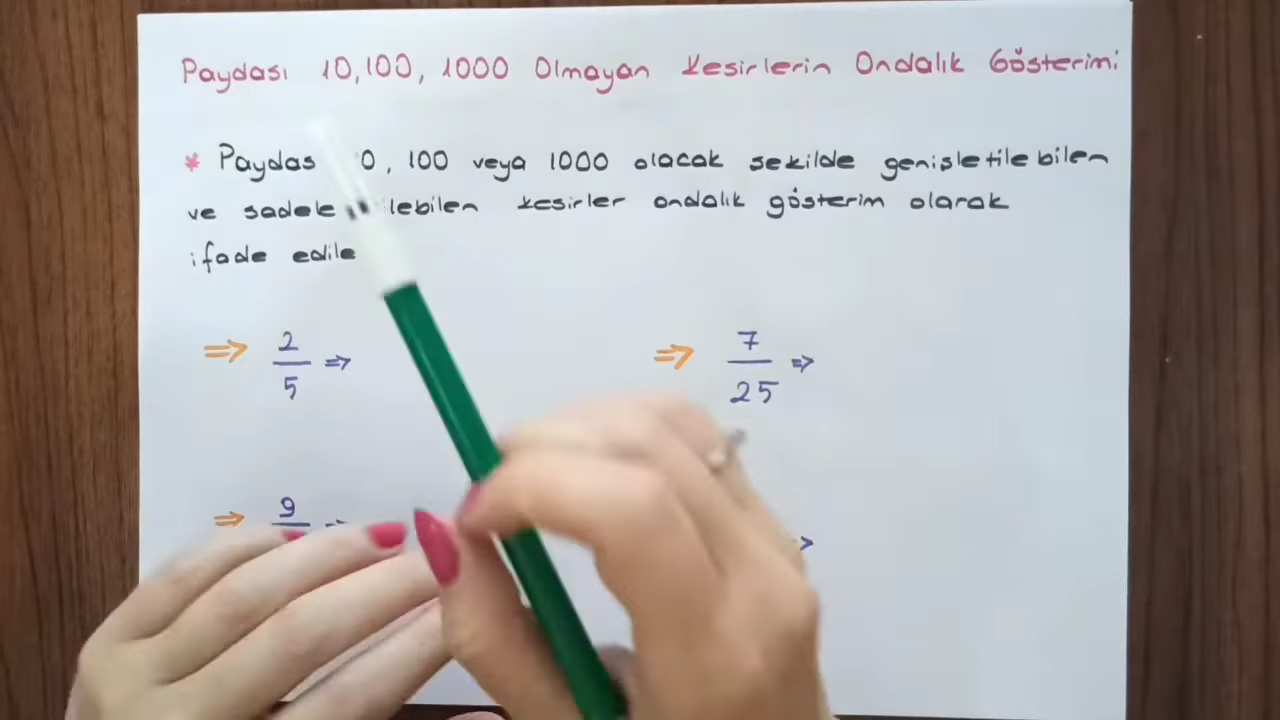 Paydası 10,100, 1000 Olmayan Kesirlerin Ondalık Gösterimi
* Paydas 0, 100 veya 1000 olacak şekilde genişletilebilen
ve sadele lebilen kesirler ondalık gösterim olarak
ifade edile
⇒ 2/5 ⇒
⇒ 7/25 ⇒
⇒ 9